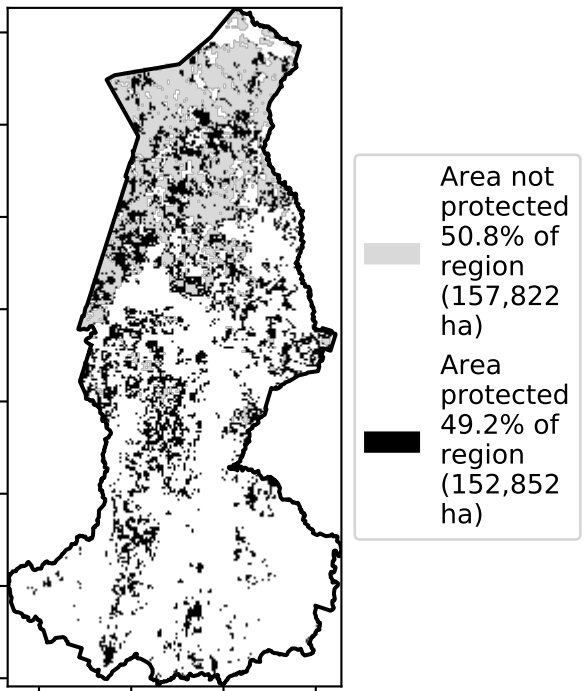 Area not
protected
50.8% of
region
(157,822
ha)
Area
protected
49.2% of
region
(152,852
ha)